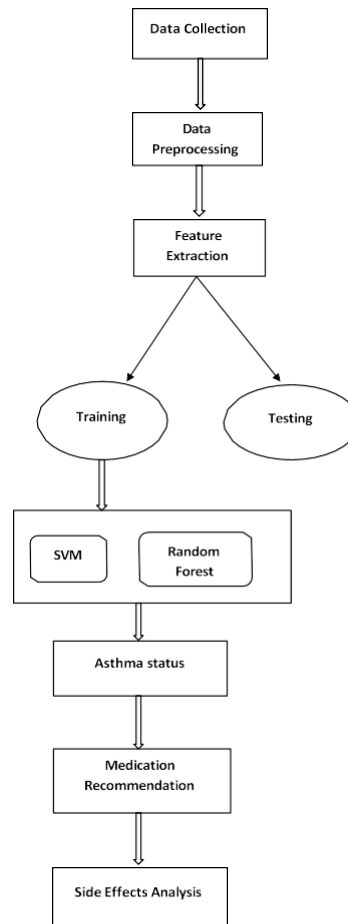 Data Collection
Data
Preprocessing
Feature
Extraction
Training
Testing
SVM
Random
Forest
Asthma status
Medication
Recommendation
Side Effects Analysis